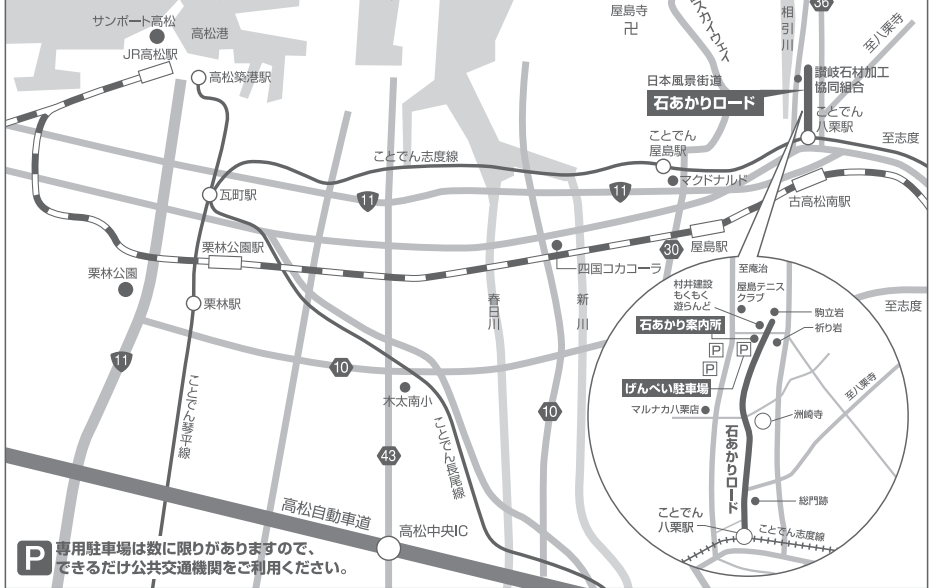 サンポート高松
高松港
JR高松駅
高松築港駅
屋島寺
卍
スカイウェイ
相引川
36
至八栗寺
日本風景街道
石あかりロード
讃岐石材加工
協同組合
ことでん
八栗駅
至志度
ことでん
屋島駅
マクドナルド
ことでん志度線
11
11
瓦町駅
古高松南駅
30
屋島駅
四国コカコーラ
栗林公園駅
栗林公園
栗林駅
春日川
新川
至志度
11
10
10
木太南小
ことでん琴平線
ことでん長尾線
43
高松自動車道
高松中央IC
至庵治
村井建設
もくもく
遊らんど
屋島テニス
クラブ
駒立岩
祈り岩
石あかり案内所
P
P
P
げんぺい駐車場
マルナカ八栗店
洲崎寺
至八栗寺
石あかりロード
総門跡
ことでん
八栗駅
ことでん志度線
P
専用駐車場は数に限りがありますので、
できるだけ公共交通機関をご利用ください。